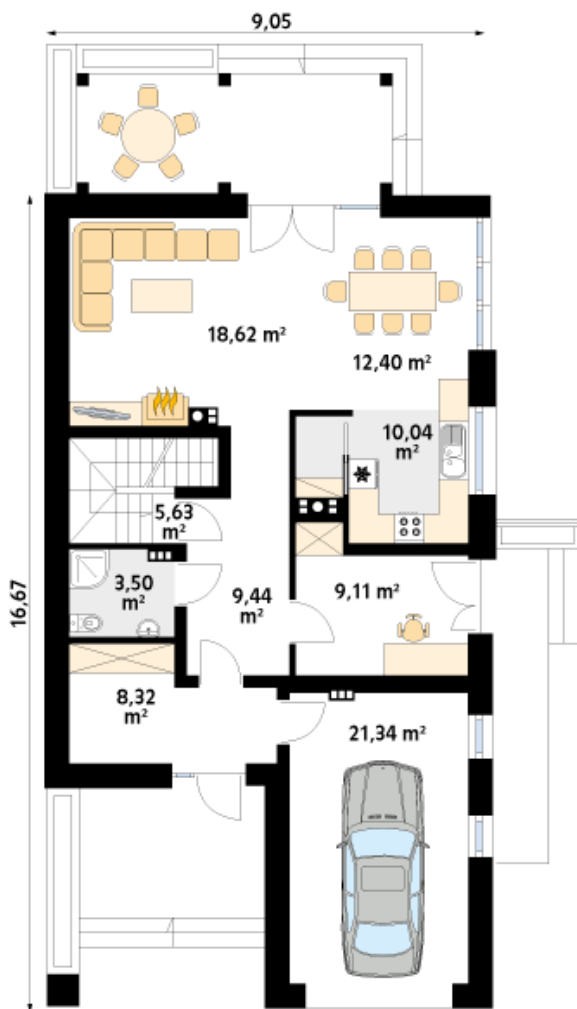 9,05
18,62 m²
12,40 m²
10,04
m²
5,63
m²
16,67
3,50
m²
9,44
m²
9,11 m²
8,32
m²
21,34 m²